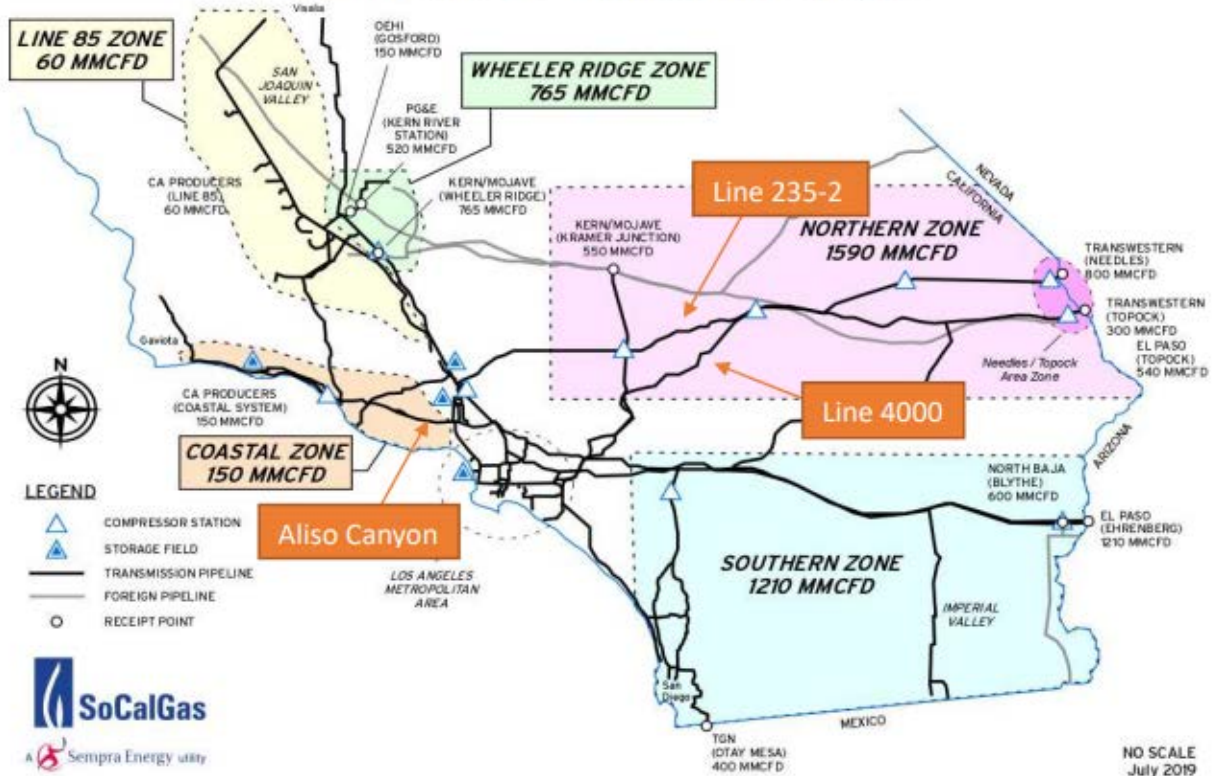 Visalia
LINE 85 ZONE
60 MMCFD
SAN
JOAQUIN
VALLEY
OEHI
(GOSFORD)
150 MMCFD
WHEELER RIDGE ZONE
765 MMCFD
PG&E
(KERN RIVER
STATION)
520 MMCFD
CA PRODUCERS
(LINE 85)
60 MMCFD
KERN/MOJAVE
(WHEELER RIDGE)
765 MMCFD
Line 235-2
NEVADA
CALIFORNIA
KERN/MOJAVE
(KRAMER JUNCTION)
550 MMCFD
NORTHERN ZONE
1590 MMCFD
TRANSWESTERN
(NEEDLES)
800 MMCFD
TRANSWESTERN
(TOPOCK)
300 MMCFD
EL PASO
(TOPOCK)
540 MMCFD
Needles / Topock
Area Zone
Gaviota
N
CA PRODUCERS
(COASTAL SYSTEM)
150 MMCFD
Line 4000
COASTAL ZONE
150 MMCFD
ARIZONA
LEGEND
COMPRESSOR STATION
STORAGE FIELD
TRANSMISSION PIPELINE
FOREIGN PIPELINE
RECEIPT POINT
Aliso Canyon
LOS ANGELES
METROPOLITAN
AREA
NORTH BAJA
(BLYTHE)
600 MMCFD
EL PASO
(EHRENBERG)
1210 MMCFD
SOUTHERN ZONE
1210 MMCFD
IMPERIAL
VALLEY
San
Diego
MEXICO
TGN
(OTAY MESA)
400 MMCFD
SoCalGas
A Sempra Energy utility
NO SCALE
July 2019